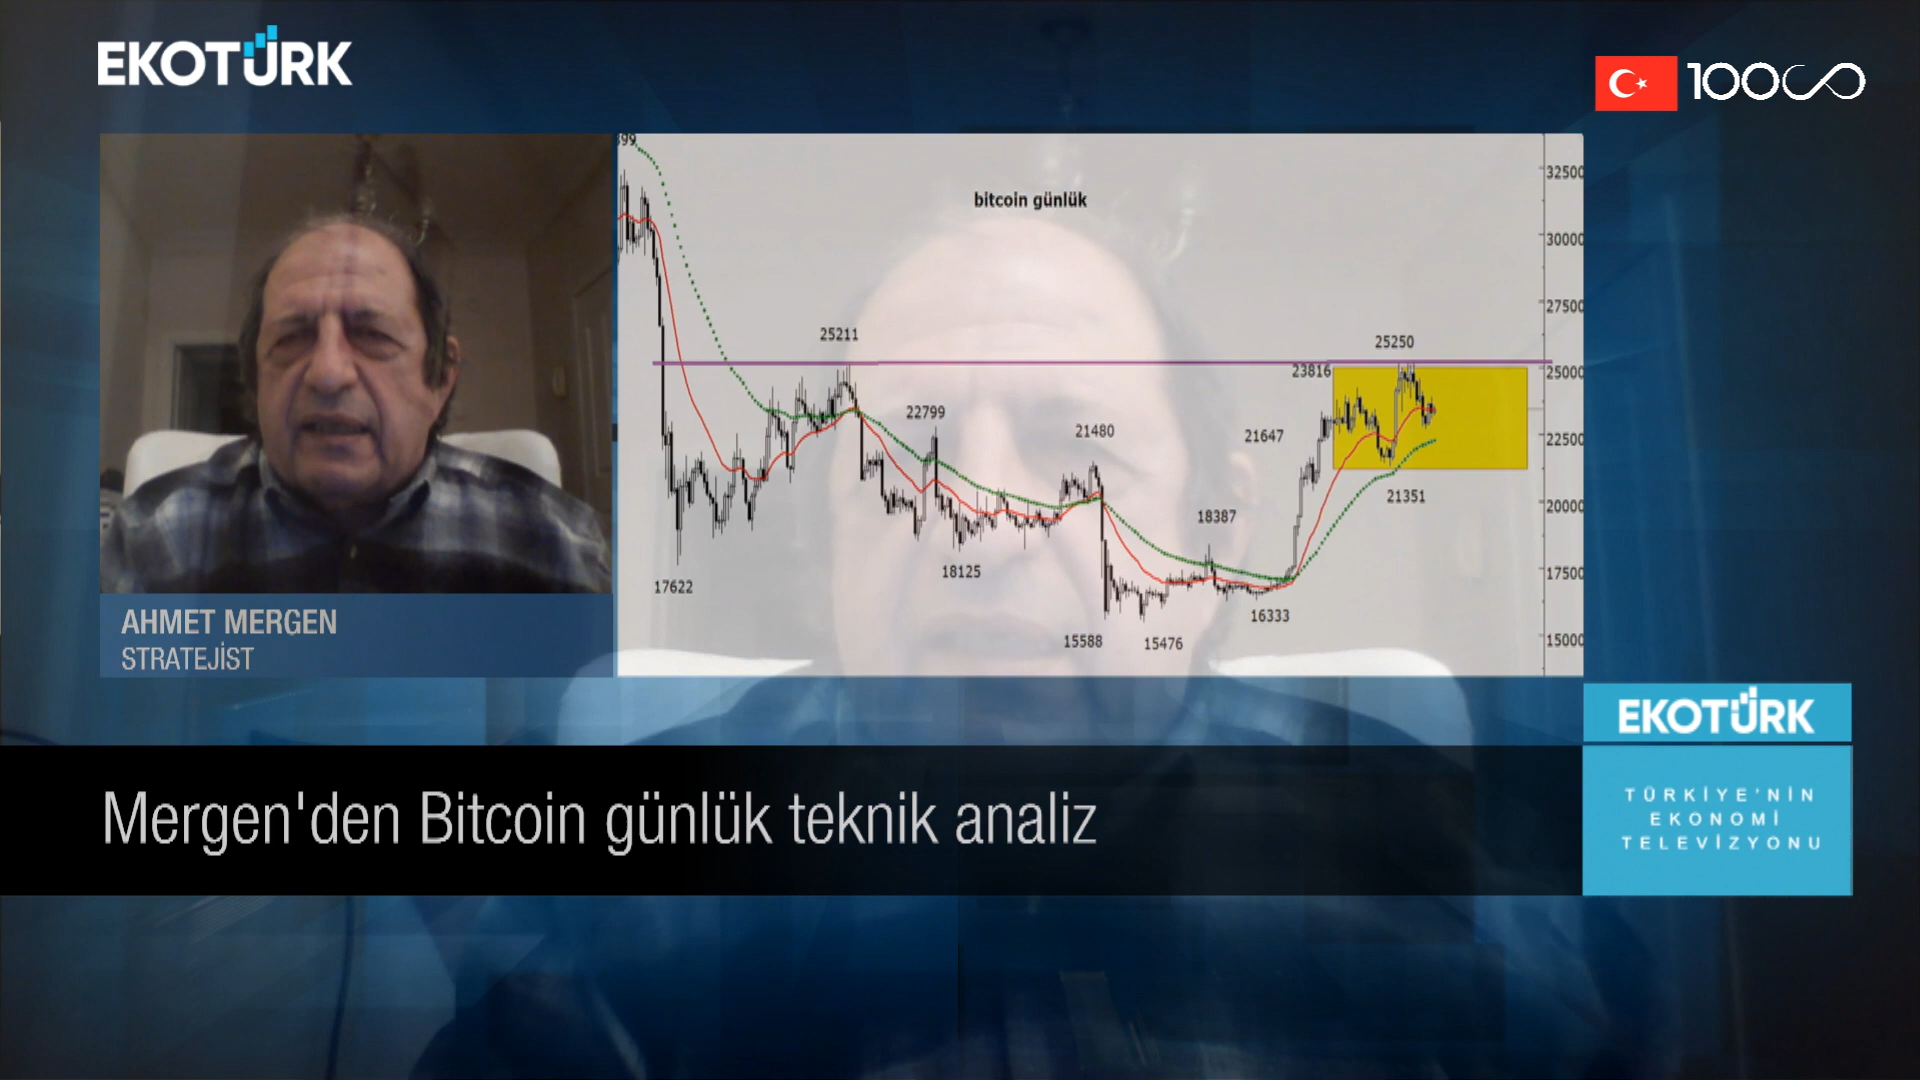 EKOTÜRK
100
bitcoin günlük
32500
30000
27500
25000
22500
20000
17500
15000
25211
25250
23816
22799
21480
21647
21351
18387
18125
17622
16333
15588
15476
AHMET MERGEN
STRATEJİST
EKOTÜRK
Mergen'den Bitcoin günlük teknik analiz
TÜRKİYE'NİN
EKONOMİ
TELEVİZYONU